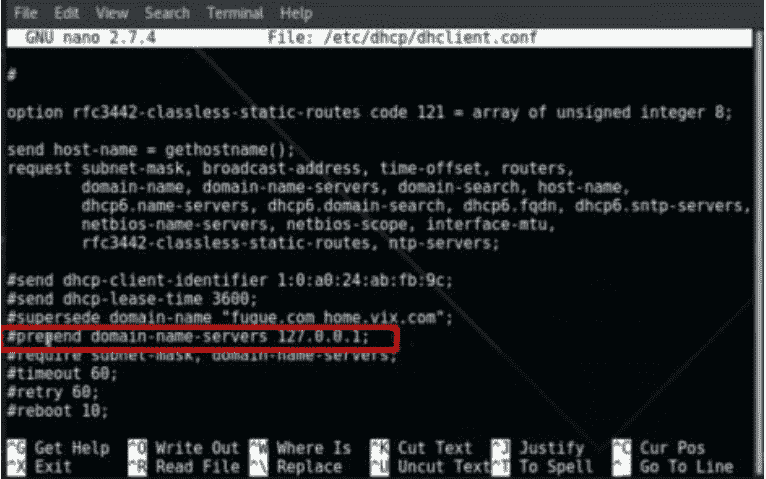 File Edit View Search Terminal Help
GNU nano 2.7.4 File: /etc/dhcp/dhclient.conf
#
option rfc3442-classless-static-routes code 121 = array of unsigned integer 8;
send host-name = gethostname();
request subnet-mask, broadcast-address, time-offset, routers,
domain-name, domain-name-servers, domain-search, host-name,
dhcp6.name-servers, dhcp6.domain-search, dhcp6.fqdn, dhcp6.sntp-servers,
netbios-name-servers, netbios-scope, interface-mtu,
rfc3442-classless-static-routes, ntp-servers;
#send dhcp-client-identifier 1:0:a0:24:ab:fb:9c;
#send dhcp-lease-time 3600;
#supersede domain-name "fugue.com home.vix.com";
#prepend domain-name-servers 127.0.0.1;
#require subnet-mask, domain-name-servers;
#timeout 60;
#retry 60;
#reboot 10;
^G Get Help ^O Write Out ^W Where Is ^K Cut Text ^J Justify ^C Cur Pos
^X Exit ^R Read File ^\ Replace ^U Uncut Text ^T To Spell ^_ Go To Line